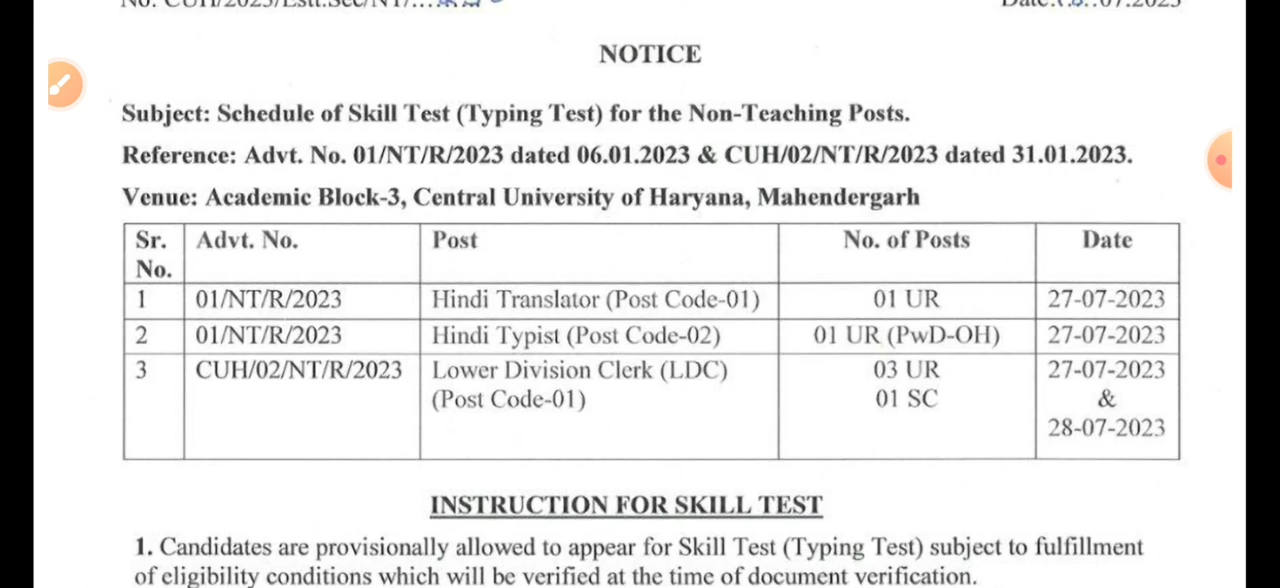 NOTICE
Subject: Schedule of Skill Test (Typing Test) for the Non-Teaching Posts.
Reference: Advt. No. 01/NT/R/2023 dated 06.01.2023 & CUH/02/NT/R/2023 dated 31.01.2023.
Venue: Academic Block-3, Central University of Haryana, Mahendergarh
Sr. No. Advt. No. Post No. of Posts Date
1 01/NT/R/2023 Hindi Translator (Post Code-01) 01 UR 27-07-2023
2 01/NT/R/2023 Hindi Typist (Post Code-02) 01 UR (PwD-OH) 27-07-2023
3 CUH/02/NT/R/2023 Lower Division Clerk (LDC) 03 UR 27-07-2023
(Post Code-01) 01 SC &
28-07-2023
INSTRUCTION FOR SKILL TEST
1. Candidates are provisionally allowed to appear for Skill Test (Typing Test) subject to fulfillment
of eligibility conditions which will be verified at the time of document verification.